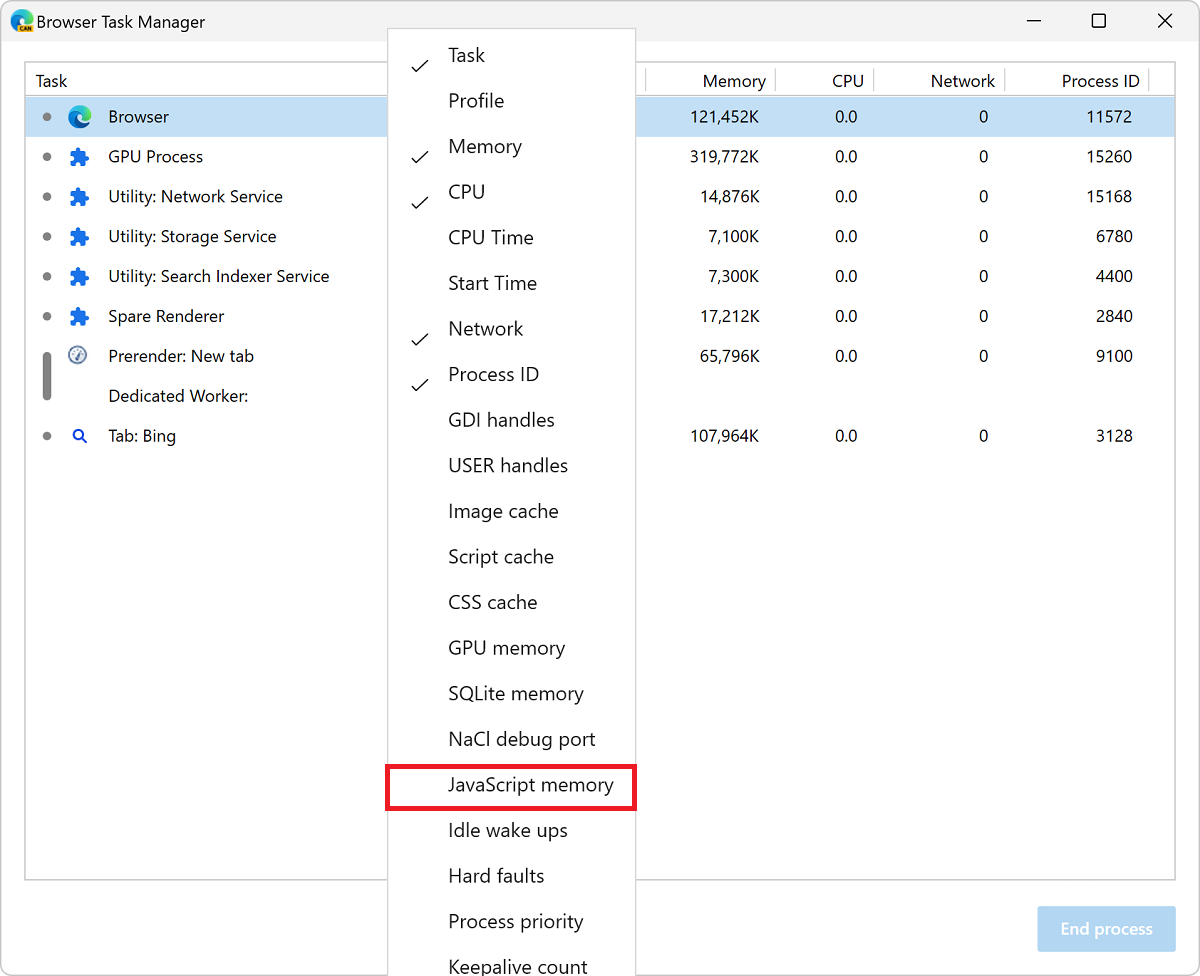 CAN
Browser Task Manager
Task Memory CPU Network Process ID
Browser 121,452K 0.0 0 11572
GPU Process 319,772K 0.0 0 15260
Utility: Network Service 14,876K 0.0 0 15168
Utility: Storage Service 7,100K 0.0 0 6780
Utility: Search Indexer Service 7,300K 0.0 0 4400
Spare Renderer 17,212K 0.0 0 2840
Prerender: New tab 65,796K 0.0 0 9100
Dedicated Worker:
Tab: Bing 107,964K 0.0 0 3128
Task
Profile
Memory
CPU
CPU Time
Start Time
Network
Process ID
GDI handles
USER handles
Image cache
Script cache
CSS cache
GPU memory
SQLite memory
NaCl debug port
JavaScript memory
Idle wake ups
Hard faults
Process priority
Keepalive count
End process